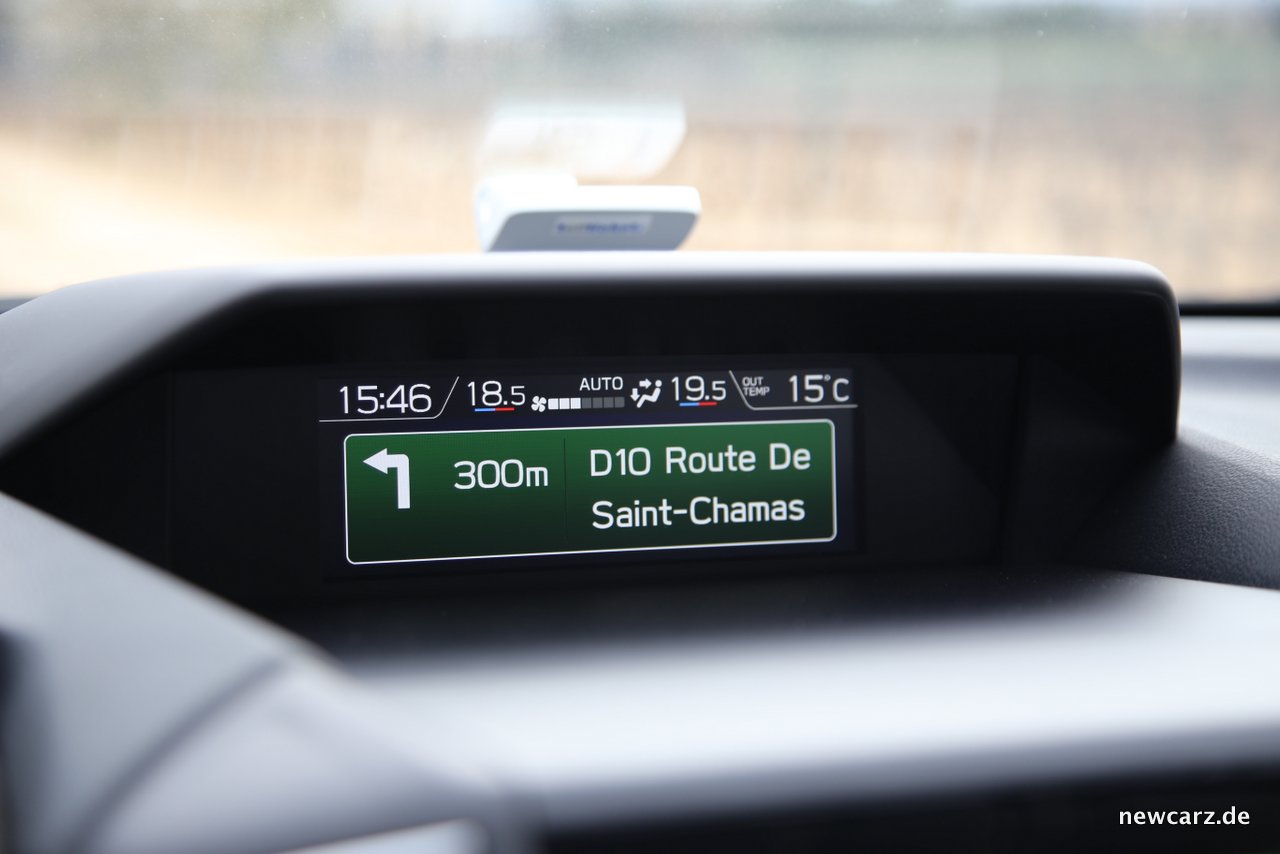 15:46 18.5 AUTO 19.5 OUT TEMP 15°C
300m D10 Route De
Saint-Chamas
newcarz.de